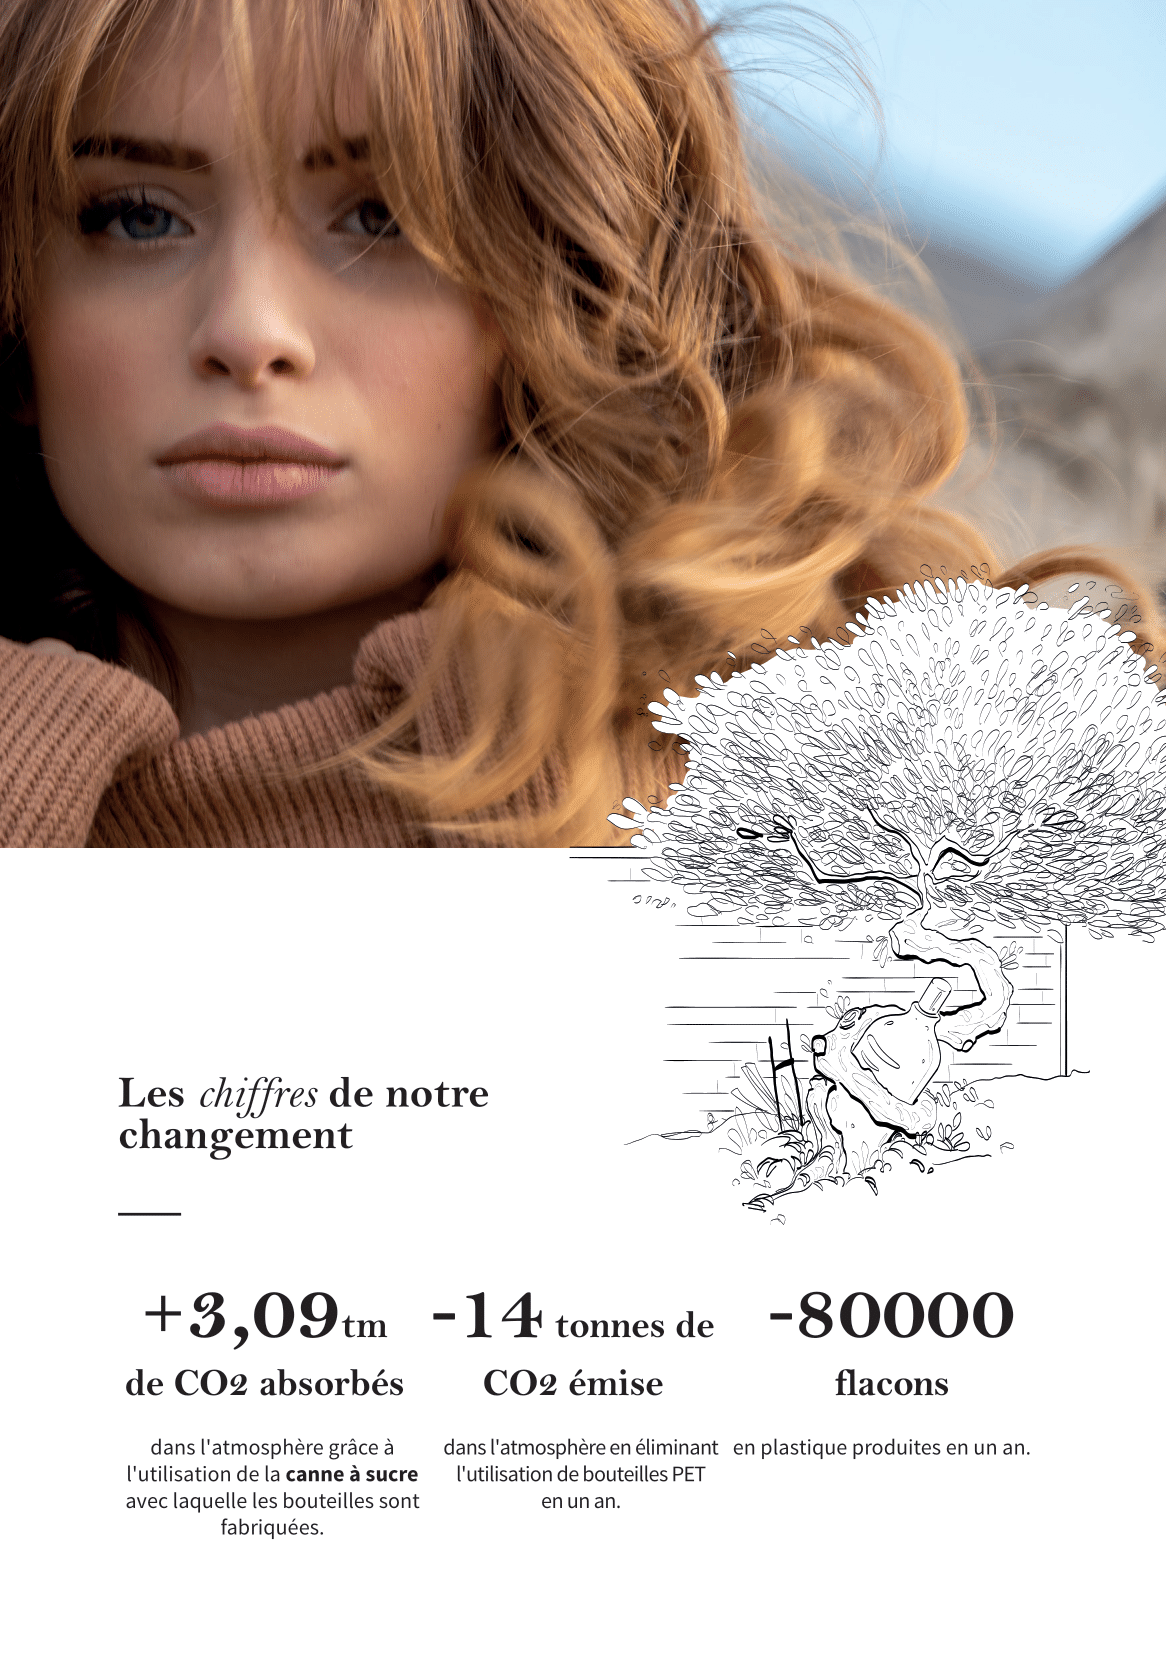 Les chiffres de notre
changement
+3,09tm
de CO2 absorbés
dans l'atmosphère grâce à
l'utilisation de la canne à sucre
avec laquelle les bouteilles sont
fabriquées.
-14 tonnes de
CO2 émise
dans l'atmosphère en éliminant
l'utilisation de bouteilles PET
en un an.
-80000
flacons
en plastique produites en un an.